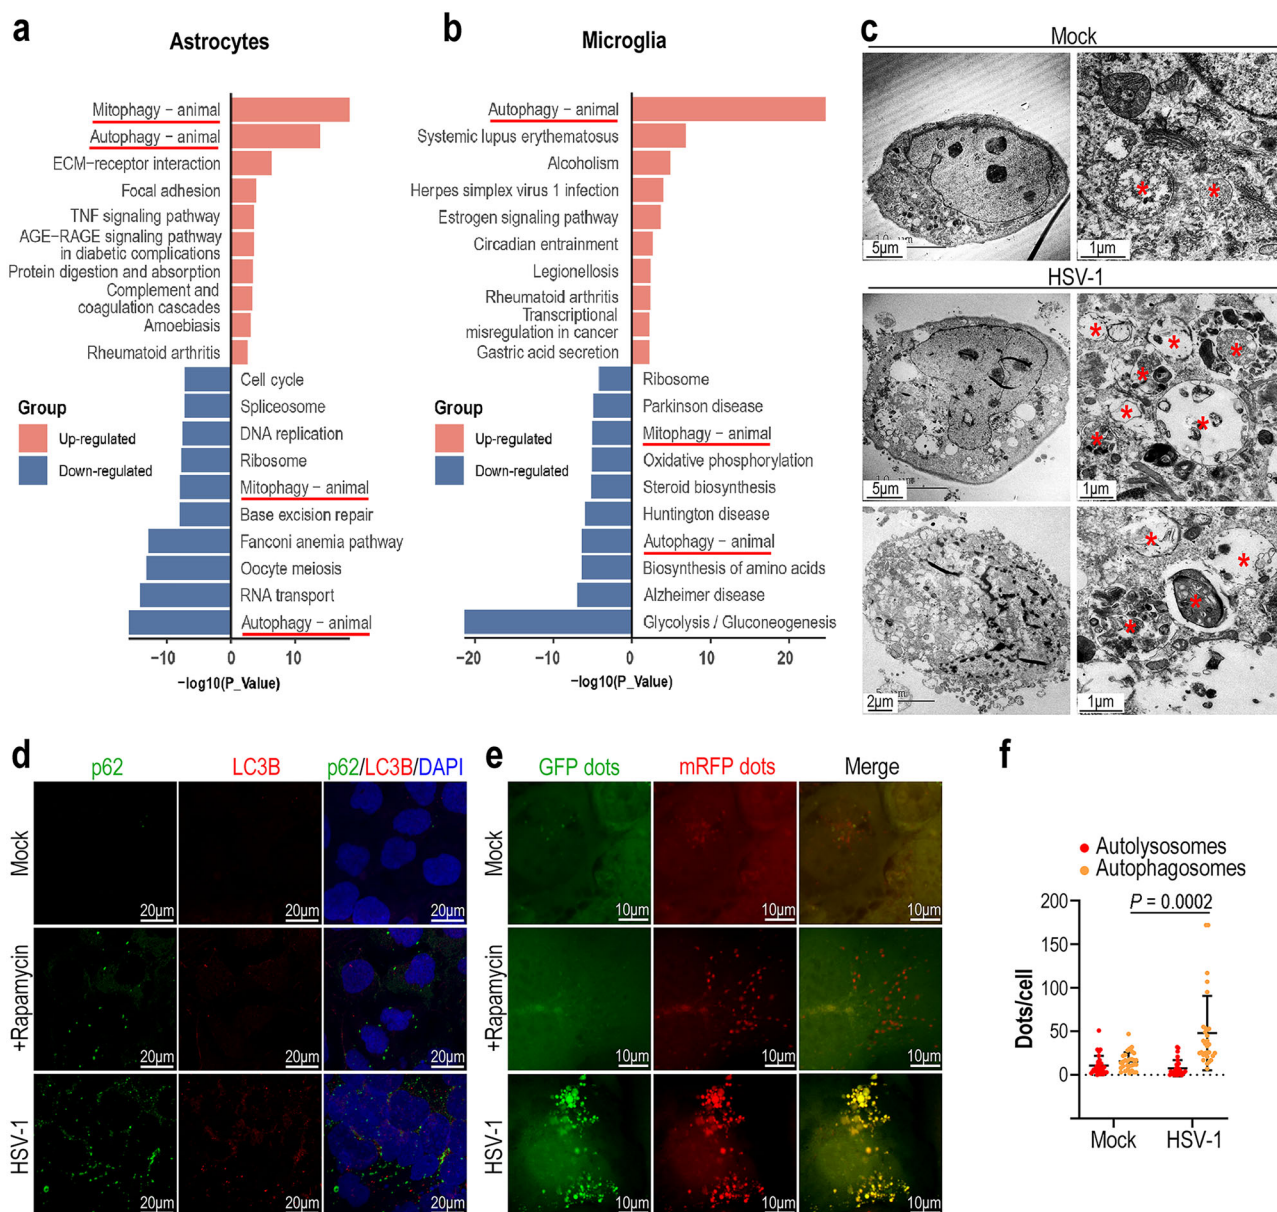 a
Astrocytes
Mitophagy – animal
Autophagy – animal
ECM–receptor interaction
Focal adhesion
TNF signaling pathway
AGE–RAGE signaling pathway
in diabetic complications
Protein digestion and absorption
Complement and
coagulation cascades
Amoebiasis
Rheumatoid arthritis
Cell cycle
Spliceosome
DNA replication
Ribosome
Mitophagy – animal
Base excision repair
Fanconi anemia pathway
Oocyte meiosis
RNA transport
Autophagy – animal
Group
Up-regulated
Down-regulated
−10 0 10
−log10(P_Value)
b
Microglia
Autophagy – animal
Systemic lupus erythematosus
Alcoholism
Herpes simplex virus 1 infection
Estrogen signaling pathway
Circadian entrainment
Legionellosis
Rheumatoid arthritis
Transcriptional
misregulation in cancer
Gastric acid secretion
Ribosome
Parkinson disease
Mitophagy – animal
Oxidative phosphorylation
Steroid biosynthesis
Huntington disease
Autophagy – animal
Biosynthesis of amino acids
Alzheimer disease
Glycolysis / Gluconeogenesis
Group
Up-regulated
Down-regulated
−20 −10 0 10 20
−log10(P_Value)
c
Mock
5μm
1μm
* *
HSV-1
5μm
1μm
* * * * * * *
2μm
1μm
* * * *
d
p62 LC3B p62/LC3B/DAPI
Mock
20μm 20μm 20μm
+Rapamycin
20μm 20μm 20μm
HSV-1
20μm 20μm 20μm
e
GFP dots mRFP dots Merge
Mock
10μm 10μm 10μm
+Rapamycin
10μm 10μm 10μm
HSV-1
10μm 10μm 10μm
f
Autolysosomes
Autophagosomes
P = 0.0002
200
150
100
50
0
Dots/cell
Mock HSV-1